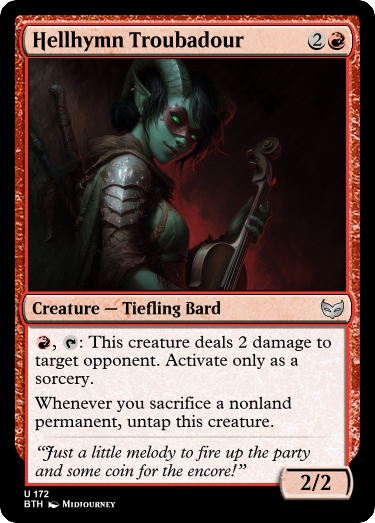 Hellhymn Troubadour 2
Creature — Tiefling Bard
, : This creature deals 2 damage to
target opponent. Activate only as a
sorcery.
Whenever you sacrifice a nonland
permanent, untap this creature.
“Just a little melody to fire up the party
and some coin for the encore!”
2/2
U 172
BTH Midjourney